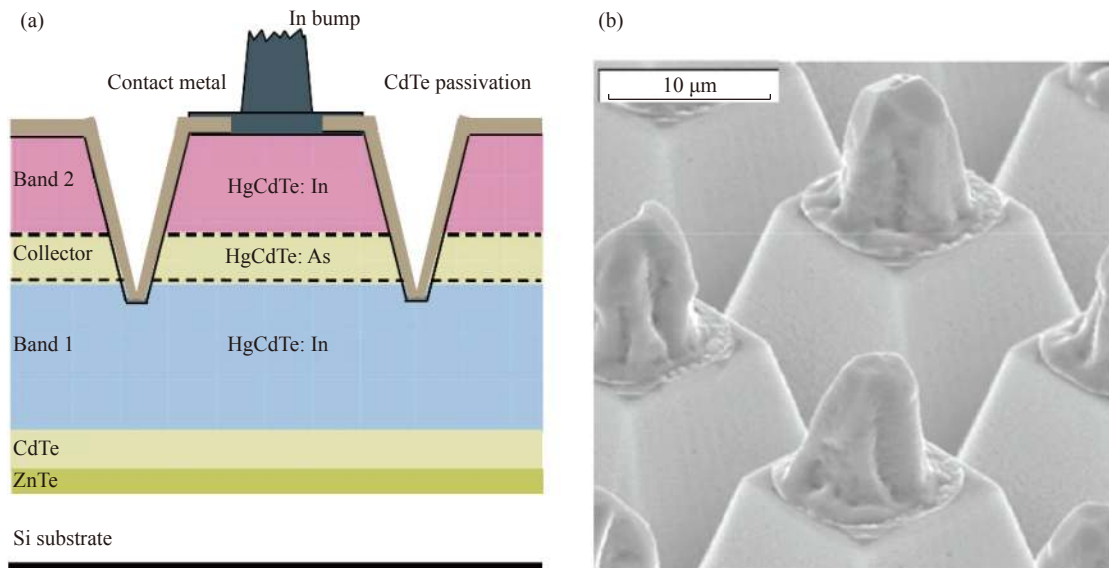 (a)
In bump
(b)
Contact metal
CdTe passivation
10 μm
Band 2
HgCdTe: In
Collector
HgCdTe: As
Band 1
HgCdTe: In
CdTe
ZnTe
Si substrate